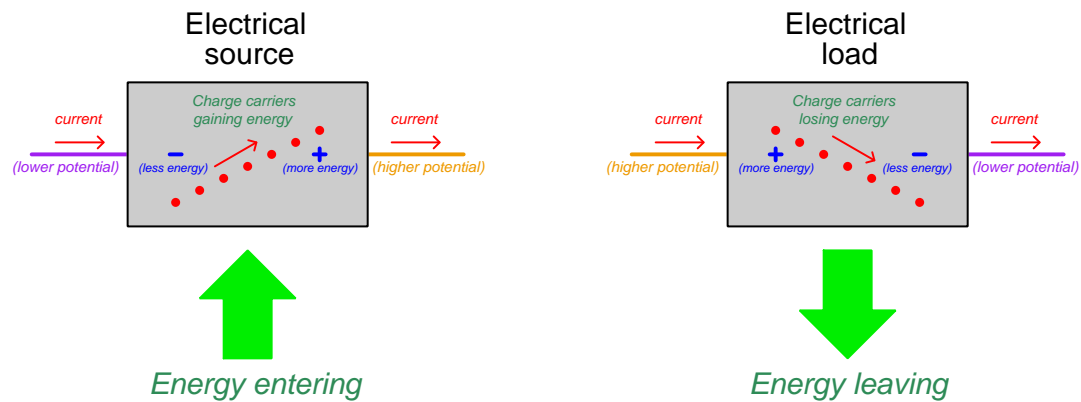 Electrical
source
Charge carriers
gaining energy
current
current
(lower potential)
−
(less energy)
+
(more energy)
(higher potential)
Energy entering
Electrical
load
Charge carriers
losing energy
current
current
(higher potential)
+
(more energy)
−
(less energy)
(lower potential)
Energy leaving